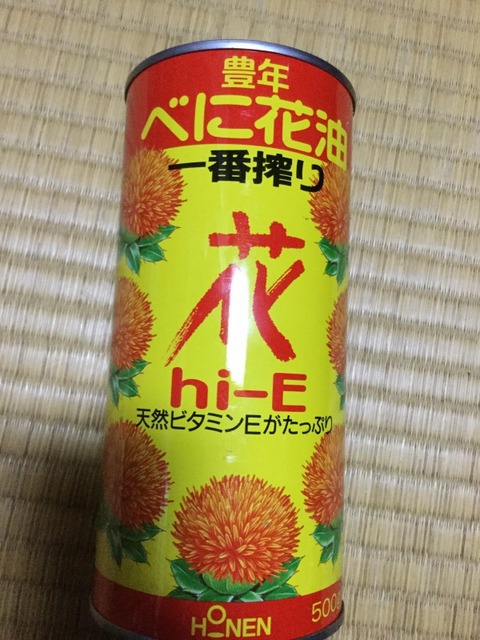 豊年
べに花油
一番搾り
花
hi-E
天然ビタミンEがたっぷり
HONEN
500g